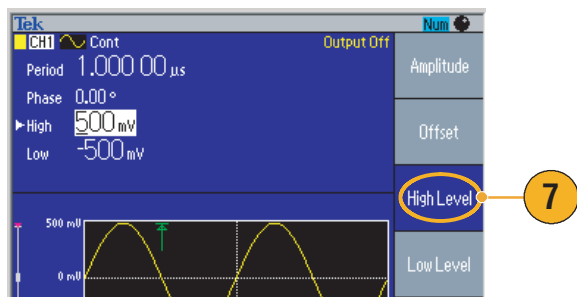 Tek Num
CH1 Cont Output Off
Period 1.000 00 µs
Phase 0.00 °
High 500 mV
Low -500 mV
Amplitude
Offset
High Level
Low Level
7
500 mV
0 mV